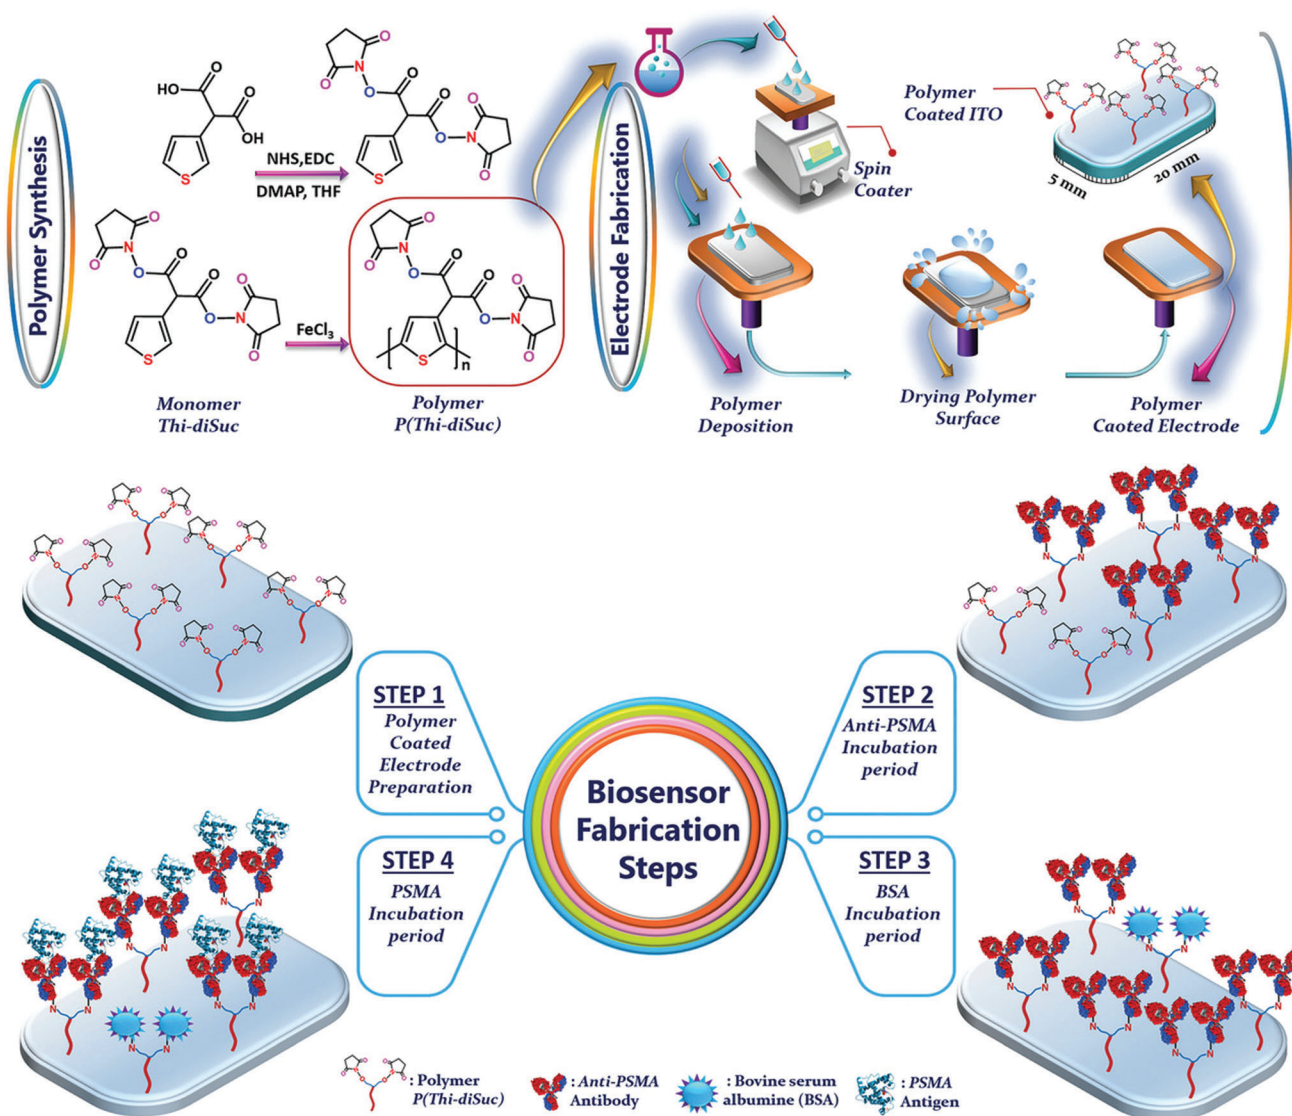 Polymer Synthesis
HO
O
O
OH
S
NHS,EDC
DMAP, THF
O
N
O
O
O
O
O
O
N
O
S
O
N
O
O
O
O
O
O
N
O
S
Monomer
Thi-diSuc
FeCl3
O
N
O
O
O
O
O
O
N
O
S
n
Polymer
P(Thi-diSuc)
Electrode Fabrication
Spin
Coater
Polymer
Coated ITO
5 mm
20 mm
Polymer
Deposition
Drying Polymer
Surface
Polymer
Caoted Electrode
STEP 1
Polymer
Coated
Electrode
Preparation
STEP 2
Anti-PSMA
Incubation
period
Biosensor
Fabrication
Steps
STEP 4
PSMA
Incubation
period
STEP 3
BSA
Incubation
period
: Polymer
P(Thi-diSuc)
: Anti-PSMA
Antibody
: Bovine serum
albumine (BSA)
: PSMA
Antigen